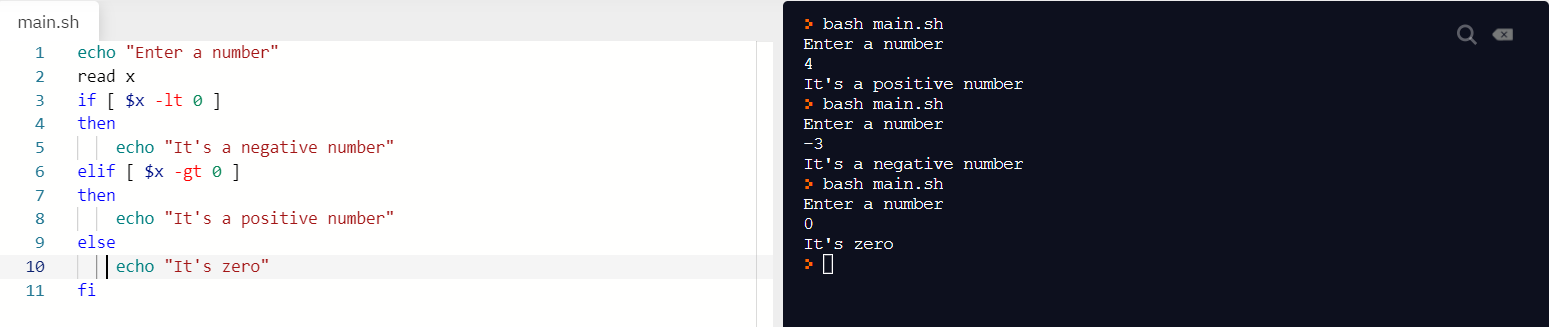 main.sh
1 echo "Enter a number"
2 read x
3 if [ $x -lt 0 ]
4 then
5 echo "It's a negative number"
6 elif [ $x -gt 0 ]
7 then
8 echo "It's a positive number"
9 else
10 echo "It's zero"
11 fi
> bash main.sh
Enter a number
4
It's a positive number
> bash main.sh
Enter a number
-3
It's a negative number
> bash main.sh
Enter a number
0
It's zero
>